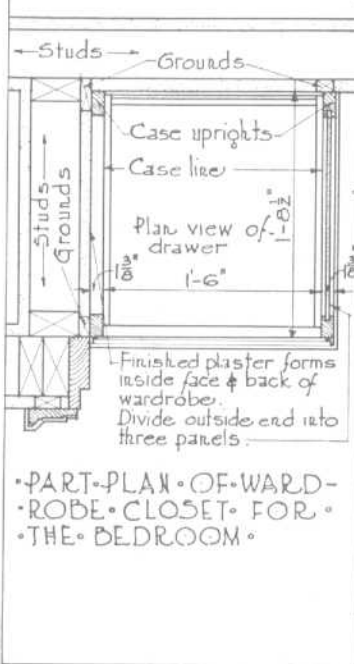 Studs
Grounds
Case uprights
Case line
Studs
Grounds
Plan view of
drawer
1'-8½"
1⅜"
1'-6"
1⅜
Finished plaster forms
inside face & back of
wardrobe.
Divide outside end into
three panels.
•PART•PLAN•OF•WARD-
•ROBE•CLOSET•FOR•
•THE•BEDROOM•